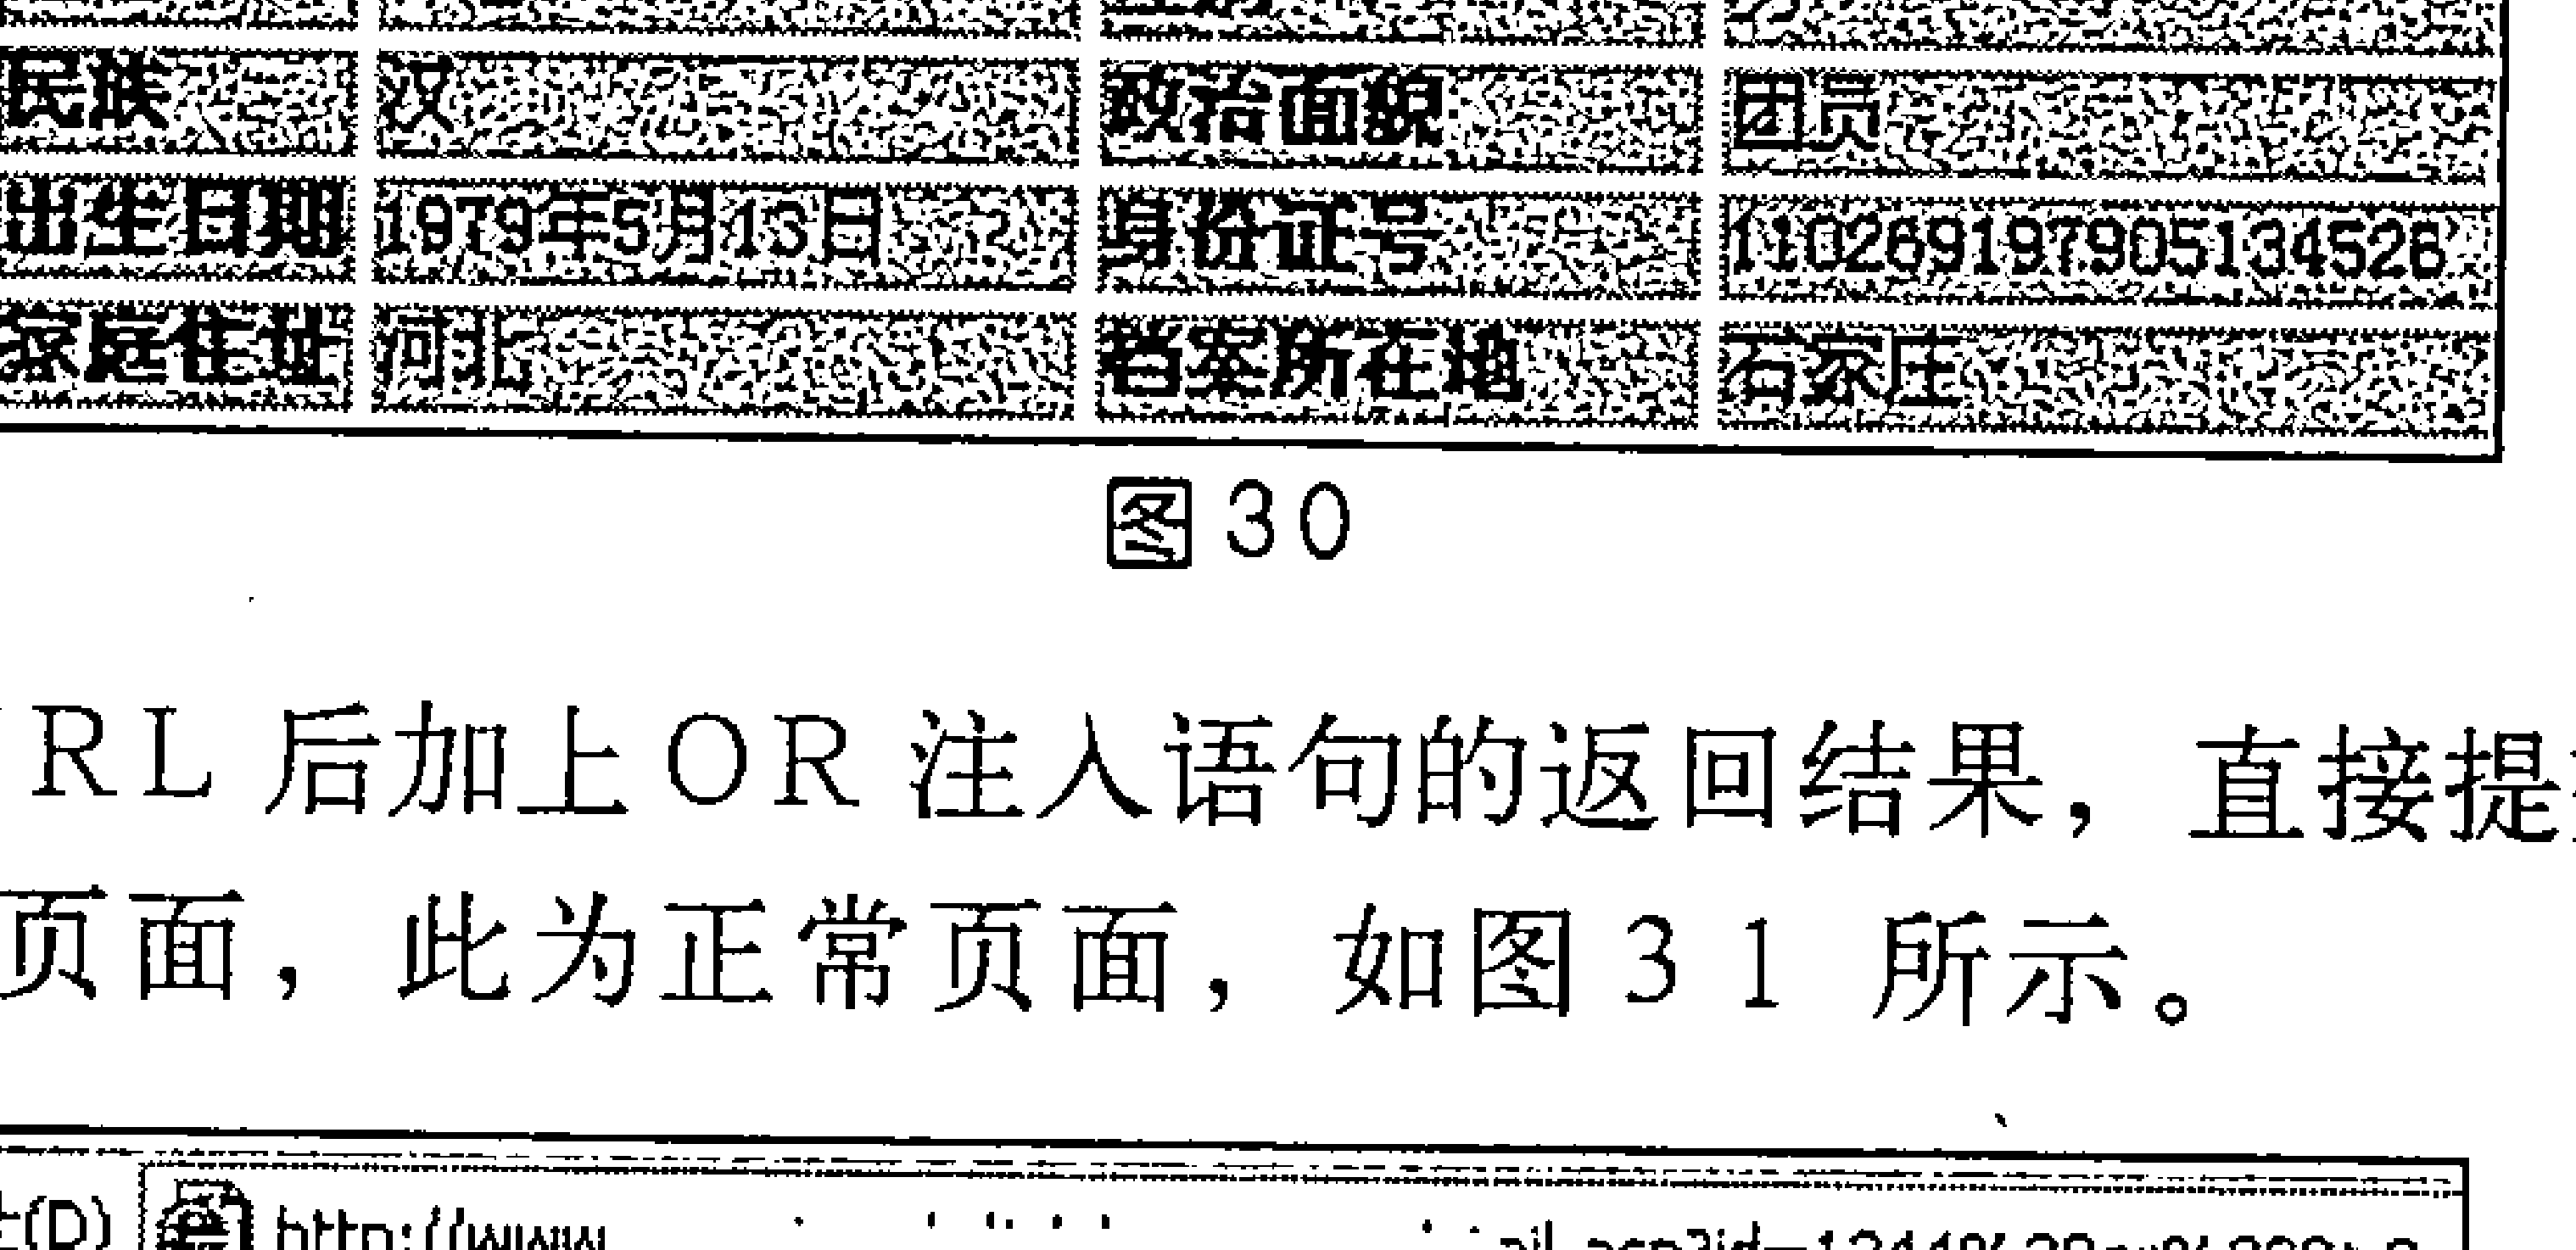 民族 汉 政治面貌 团员
出生日期 1979年5月13日 身份证号 110269197905134526
家庭住址 河北 档案所在地 石家庄
图30
RL 后加上OR 注入语句的返回结果，直接提
页面，此为正常页面，如图31 所示。
(D) http://www